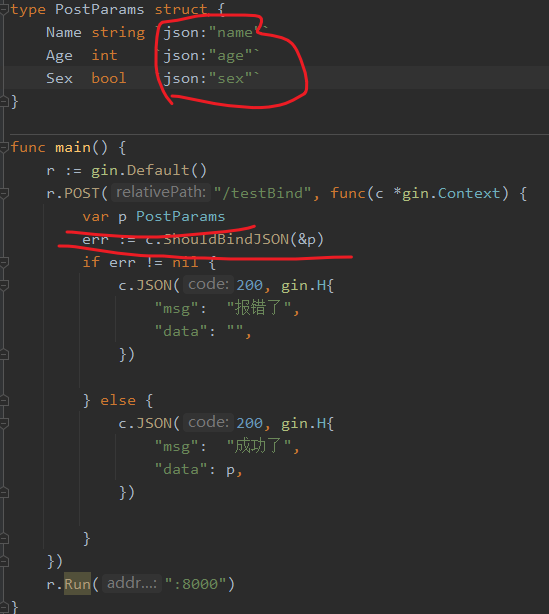 type PostParams struct {
Name string `json:"name"`
Age int `json:"age"`
Sex bool `json:"sex"`
}
func main() {
r := gin.Default()
r.POST( relativePath: "/testBind", func(c *gin.Context) {
var p PostParams
err := c.ShouldBindJSON(&p)
if err != nil {
c.JSON( code: 200, gin.H{
"msg": "报错了",
"data": "",
})
} else {
c.JSON( code: 200, gin.H{
"msg": "成功了",
"data": p,
})
}
})
r.Run( addr...: ":8000")
}